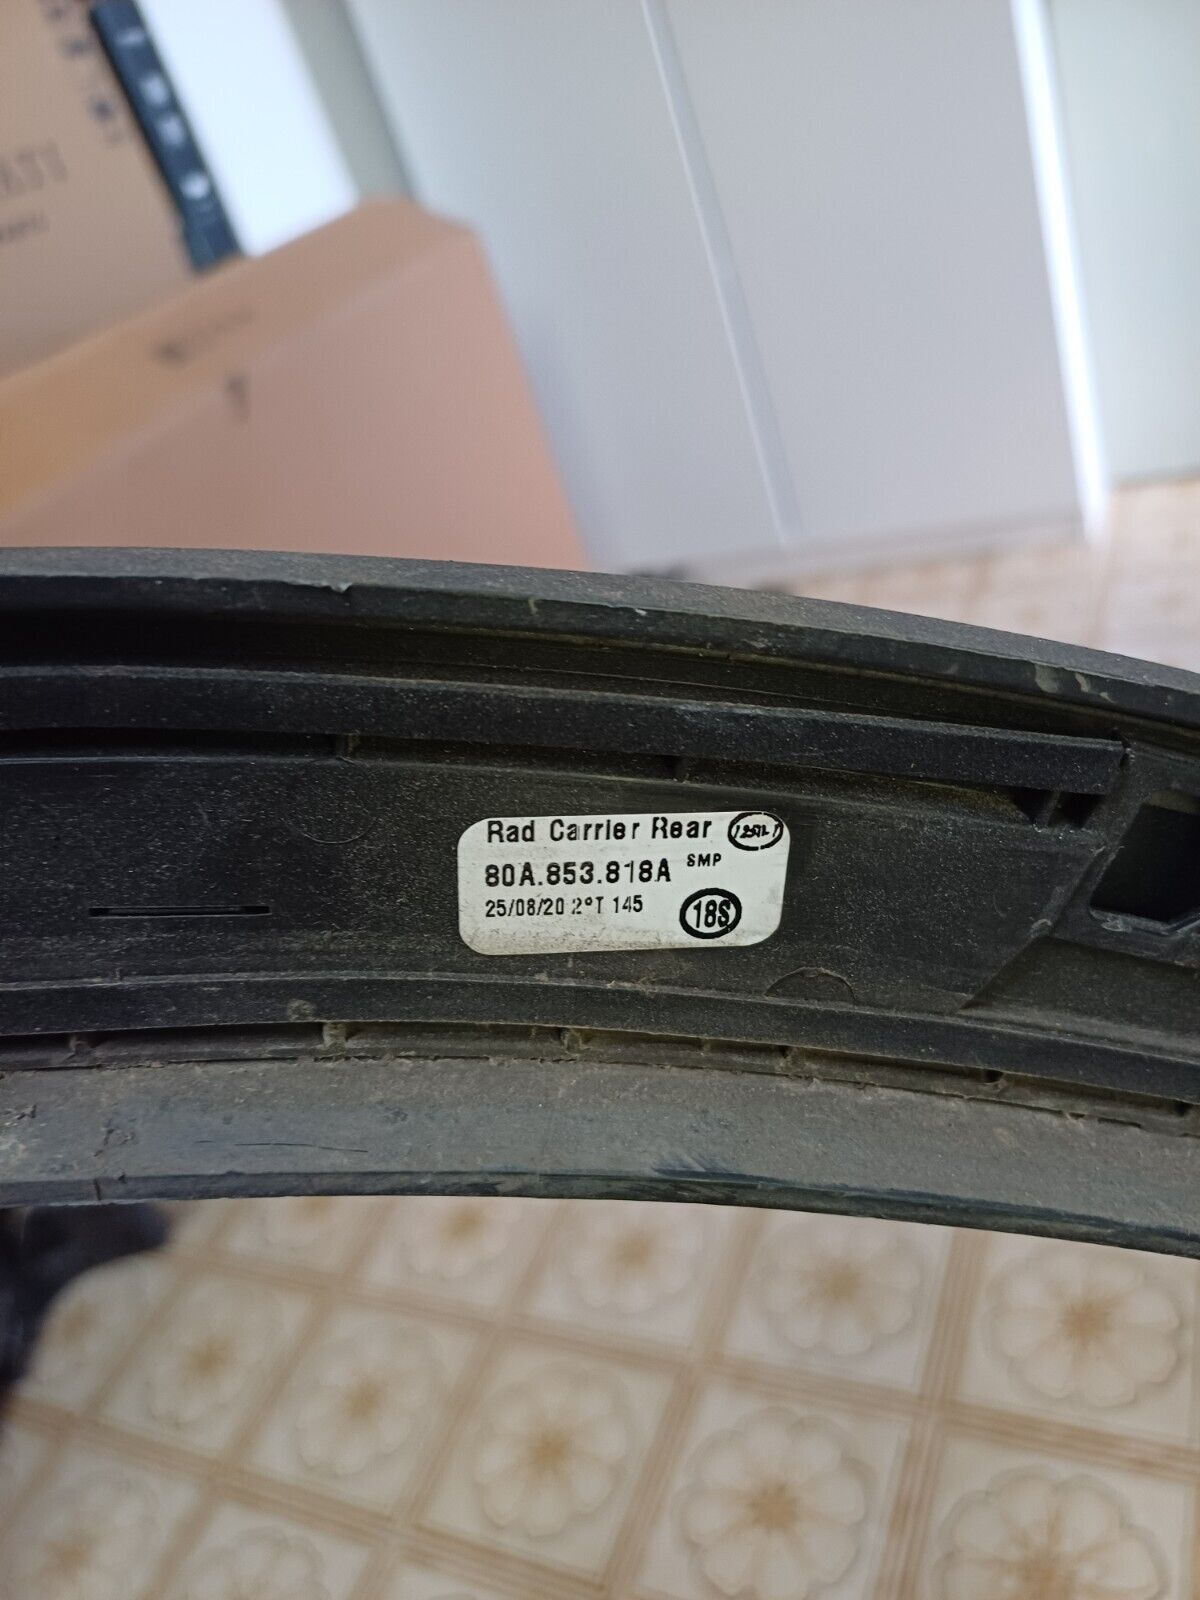 Rad Carrier Rear
80A.853.818A SMP
25/08/20 2°T 145
18S